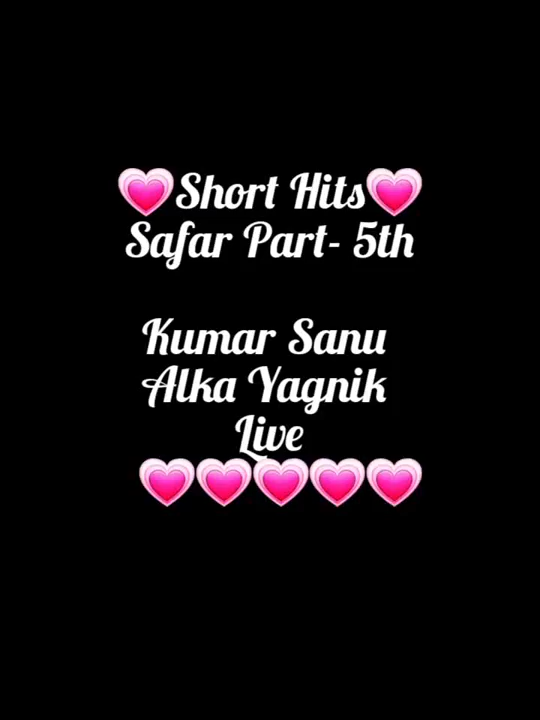 💗Short Hits💗
Safar Part- 5th
Kumar Sanu
Alka Yagnik
Live
💗💗💗💗💗